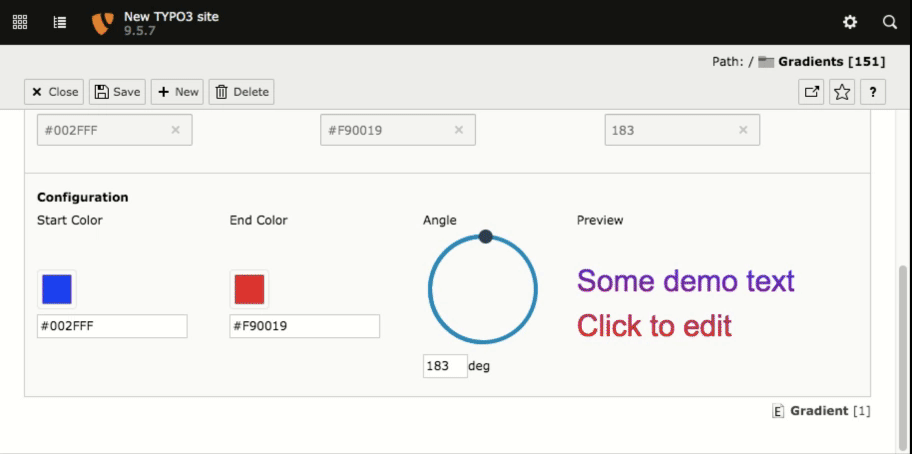 New TYPO3 site
9.5.7
Path: / Gradients [151]
Close Save New Delete ?
#002FFF #F90019 183
Configuration
Start Color End Color Angle Preview
Some demo text
Click to edit
#002FFF #F90019
183 deg
E Gradient [1]